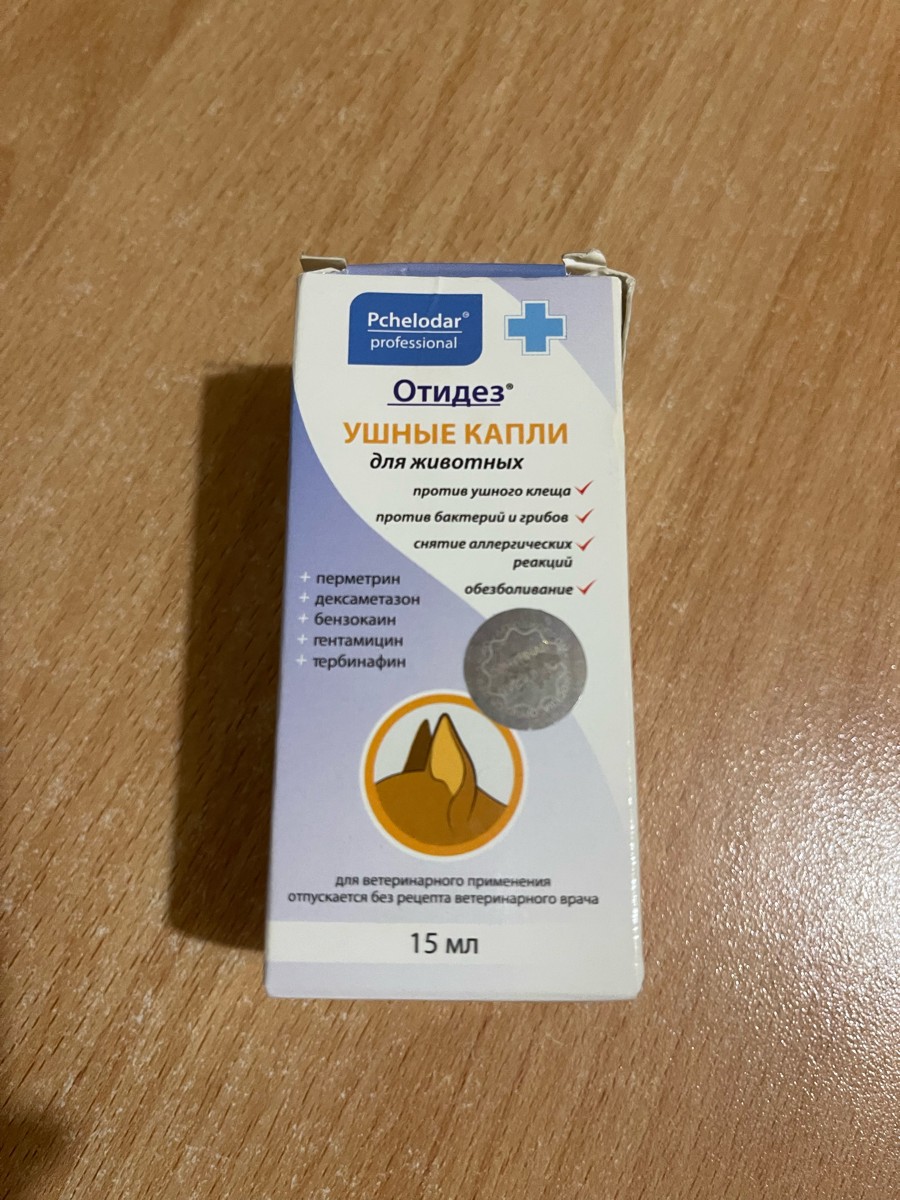 Pchelodar®
professional
Отидез®
УШНЫЕ КАПЛИ
для животных
против ушного клеща
против бактерий и грибов
снятие аллергических
реакций
обезболивание
+ перметрин
+ дексаметазон
+ бензокаин
+ гентамицин
+ тербинафин
для ветеринарного применения
отпускается без рецепта ветеринарного врача
15 мл